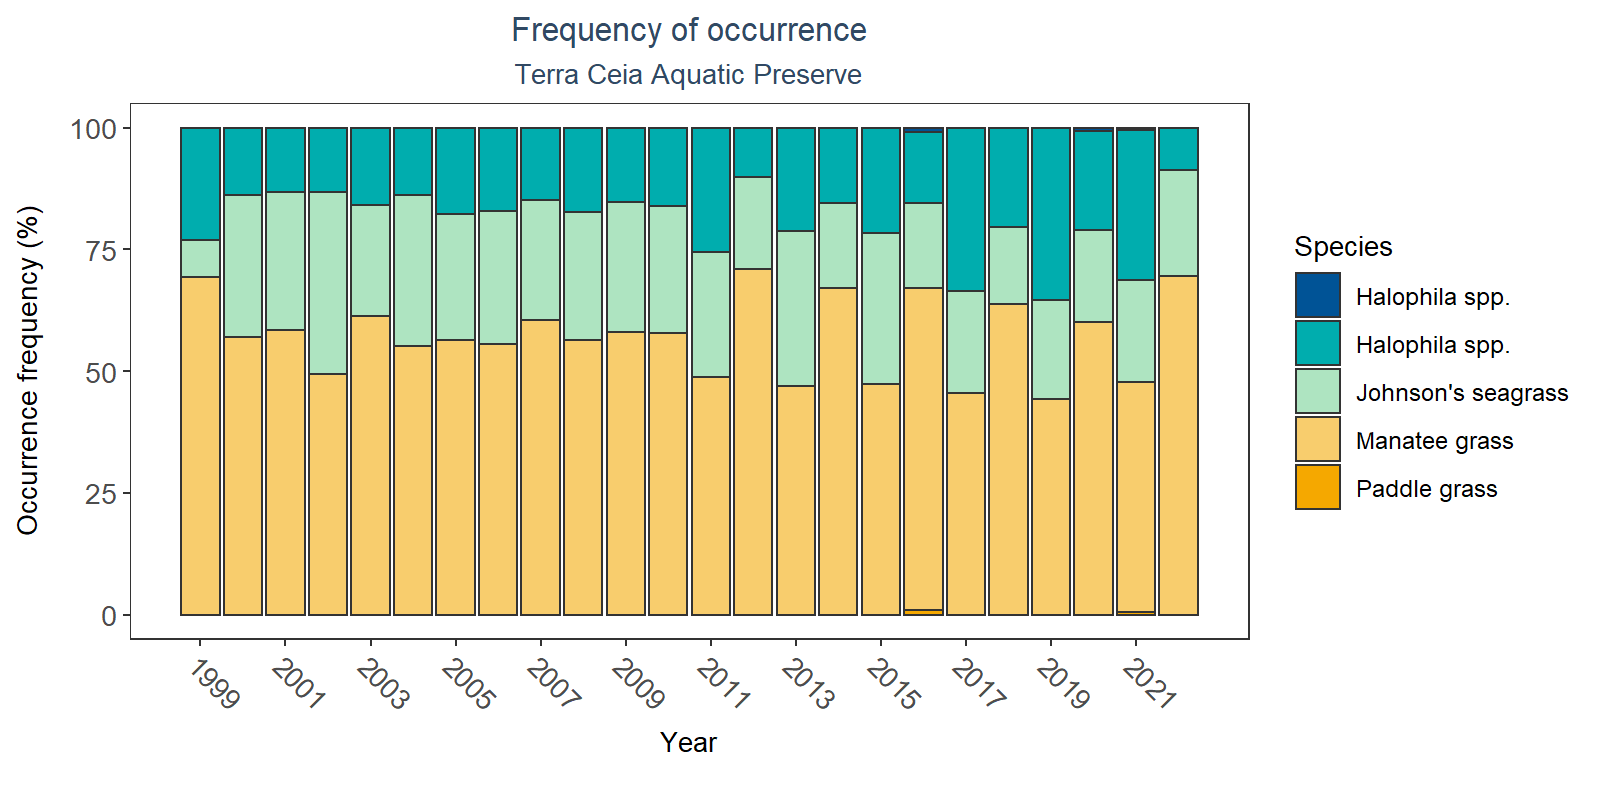 Frequency of occurrence
Terra Ceia Aquatic Preserve
Occurrence frequency (%)
100
75
50
25
0
1999
2001
2003
2005
2007
2009
2011
2013
2015
2017
2019
2021
Year
Species
Halophila spp.
Halophila spp.
Johnson's seagrass
Manatee grass
Paddle grass